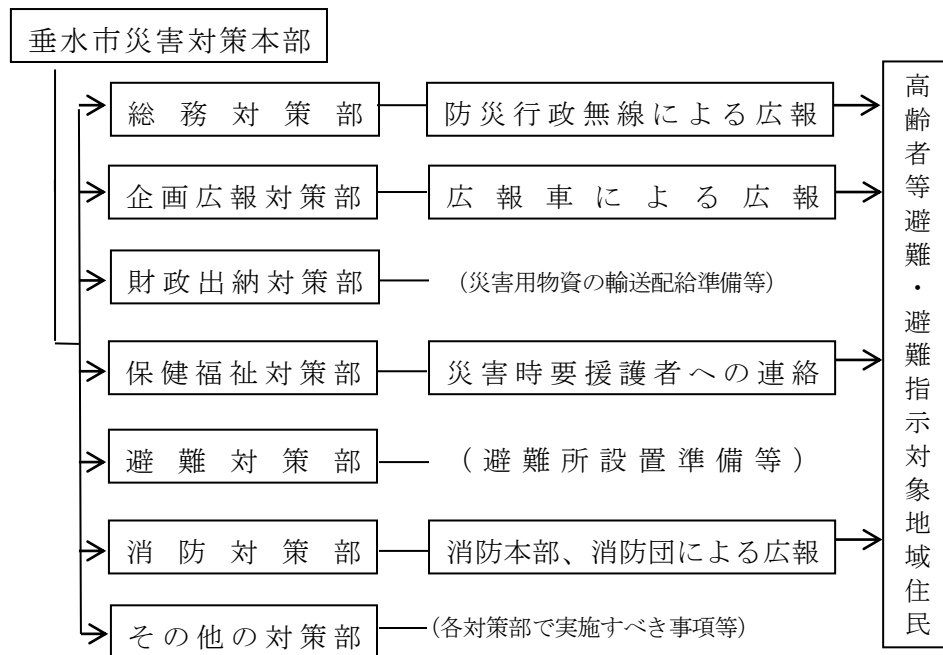 垂水市災害対策本部
総務対策部
防災行政無線による広報
企画広報対策部
広報車による広報
財政出納対策部
(災害用物資の輸送配給準備等)
保健福祉対策部
災害時要援護者への連絡
避難対策部
(避難所設置準備等)
消防対策部
消防本部、消防団による広報
その他の対策部
(各対策部で実施すべき事項等)
高齢者等避難・避難指示対象地域住民